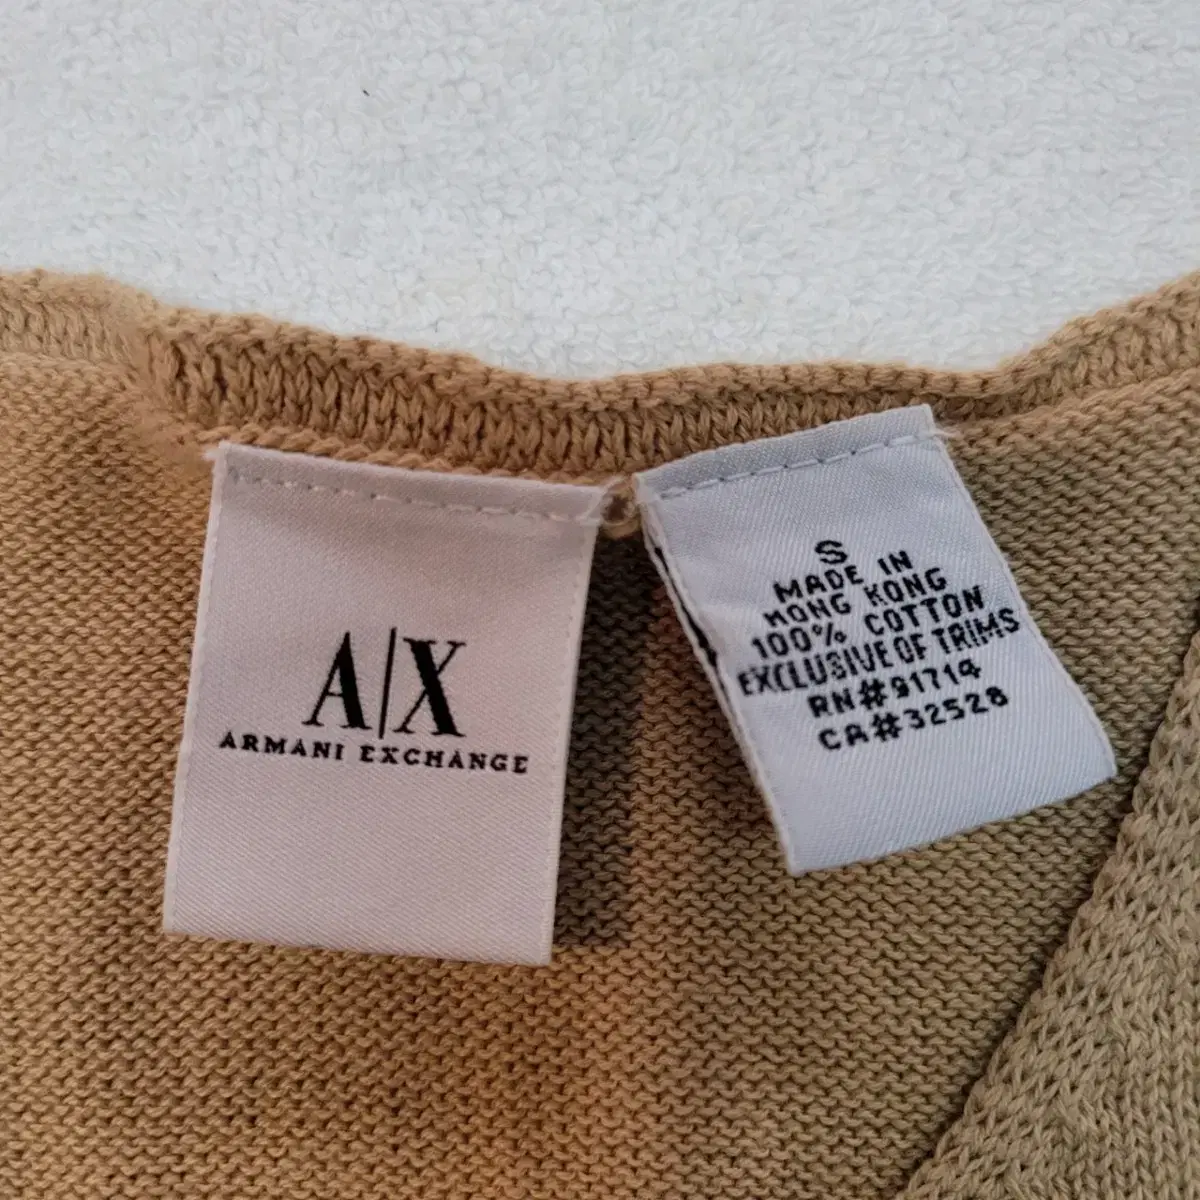 A|X
ARMANI EXCHANGE
S
MADE IN
HONG KONG
100% COTTON
EXCLUSIVE OF TRIMS
RN#91714
CA#32528